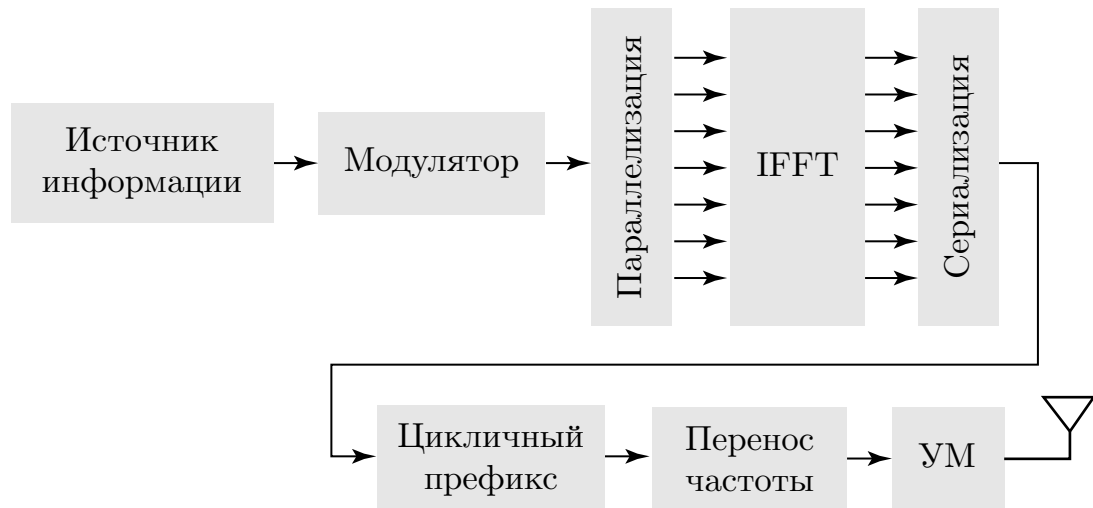 Источник
информации
Модулятор
Параллелизация
IFFT
Сериализация
Цикличный
префикс
Перенос
частоты
УМ